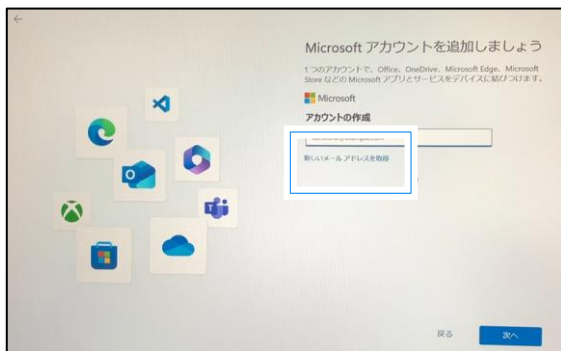 Microsoft アカウントを追加しましょう
1つのアカウントで、Office、OneDrive、Microsoft Edge、Microsoft
Store などの Microsoft アプリとサービスをデバイスに結びつけます。
Microsoft
アカウントの作成
新しいメール アドレスを取得
戻る
次へ